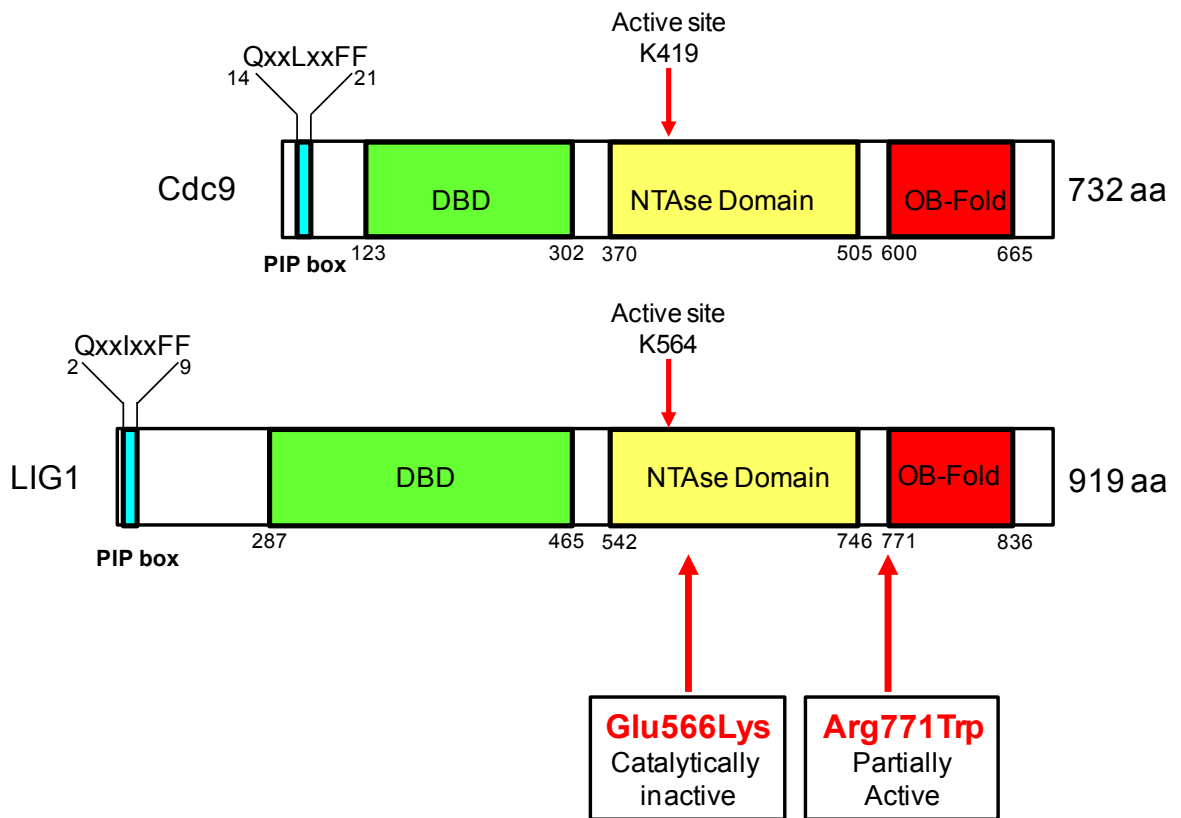 Active site
K419
QxxLxxFF
14 21
Cdc9
DBD
NTAse Domain
OB-Fold
732 aa
PIP box
123 302 370 505 600 665
Active site
K564
QxxIxxFF
2 9
LIG1
DBD
NTAse Domain
OB-Fold
919 aa
PIP box
287 465 542 746 771 836
Glu566Lys
Catalytically
inactive
Arg771Trp
Partially
Active